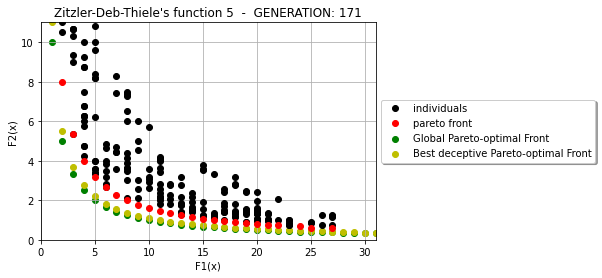 Zitzler-Deb-Thiele's function 5 - GENERATION: 171
10
8
6
4
2
0
F2(x)
0
5
10
15
20
25
30
F1(x)
individuals
pareto front
Global Pareto-optimal Front
Best deceptive Pareto-optimal Front